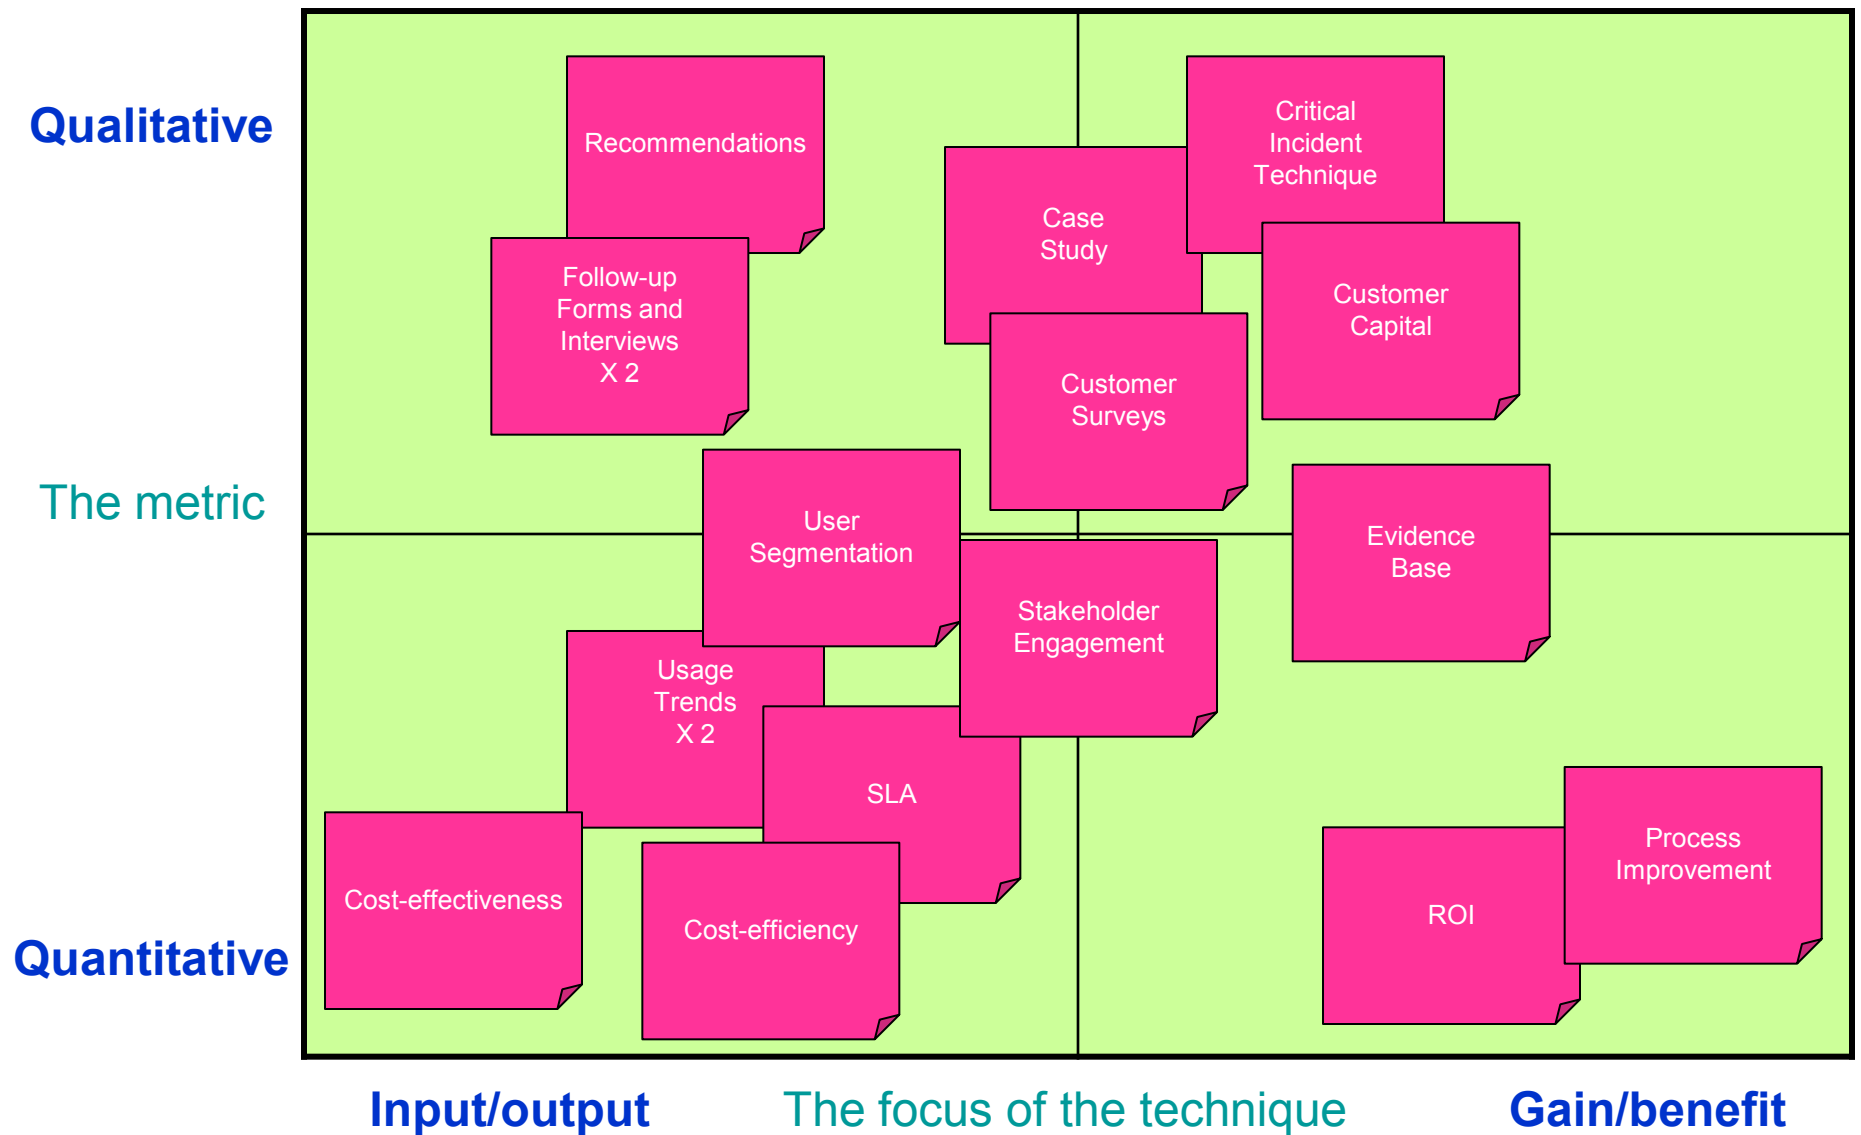 Qualitative
Recommendations
Critical
Incident
Technique
Case
Study
Follow-up
Forms and
Interviews
X 2
Customer
Capital
Customer
Surveys
The metric
User
Segmentation
Evidence
Base
Stakeholder
Engagement
Usage
Trends
X 2
SLA
Process
Improvement
Cost-effectiveness
ROI
Cost-efficiency
Quantitative
Input/output
The focus of the technique
Gain/benefit